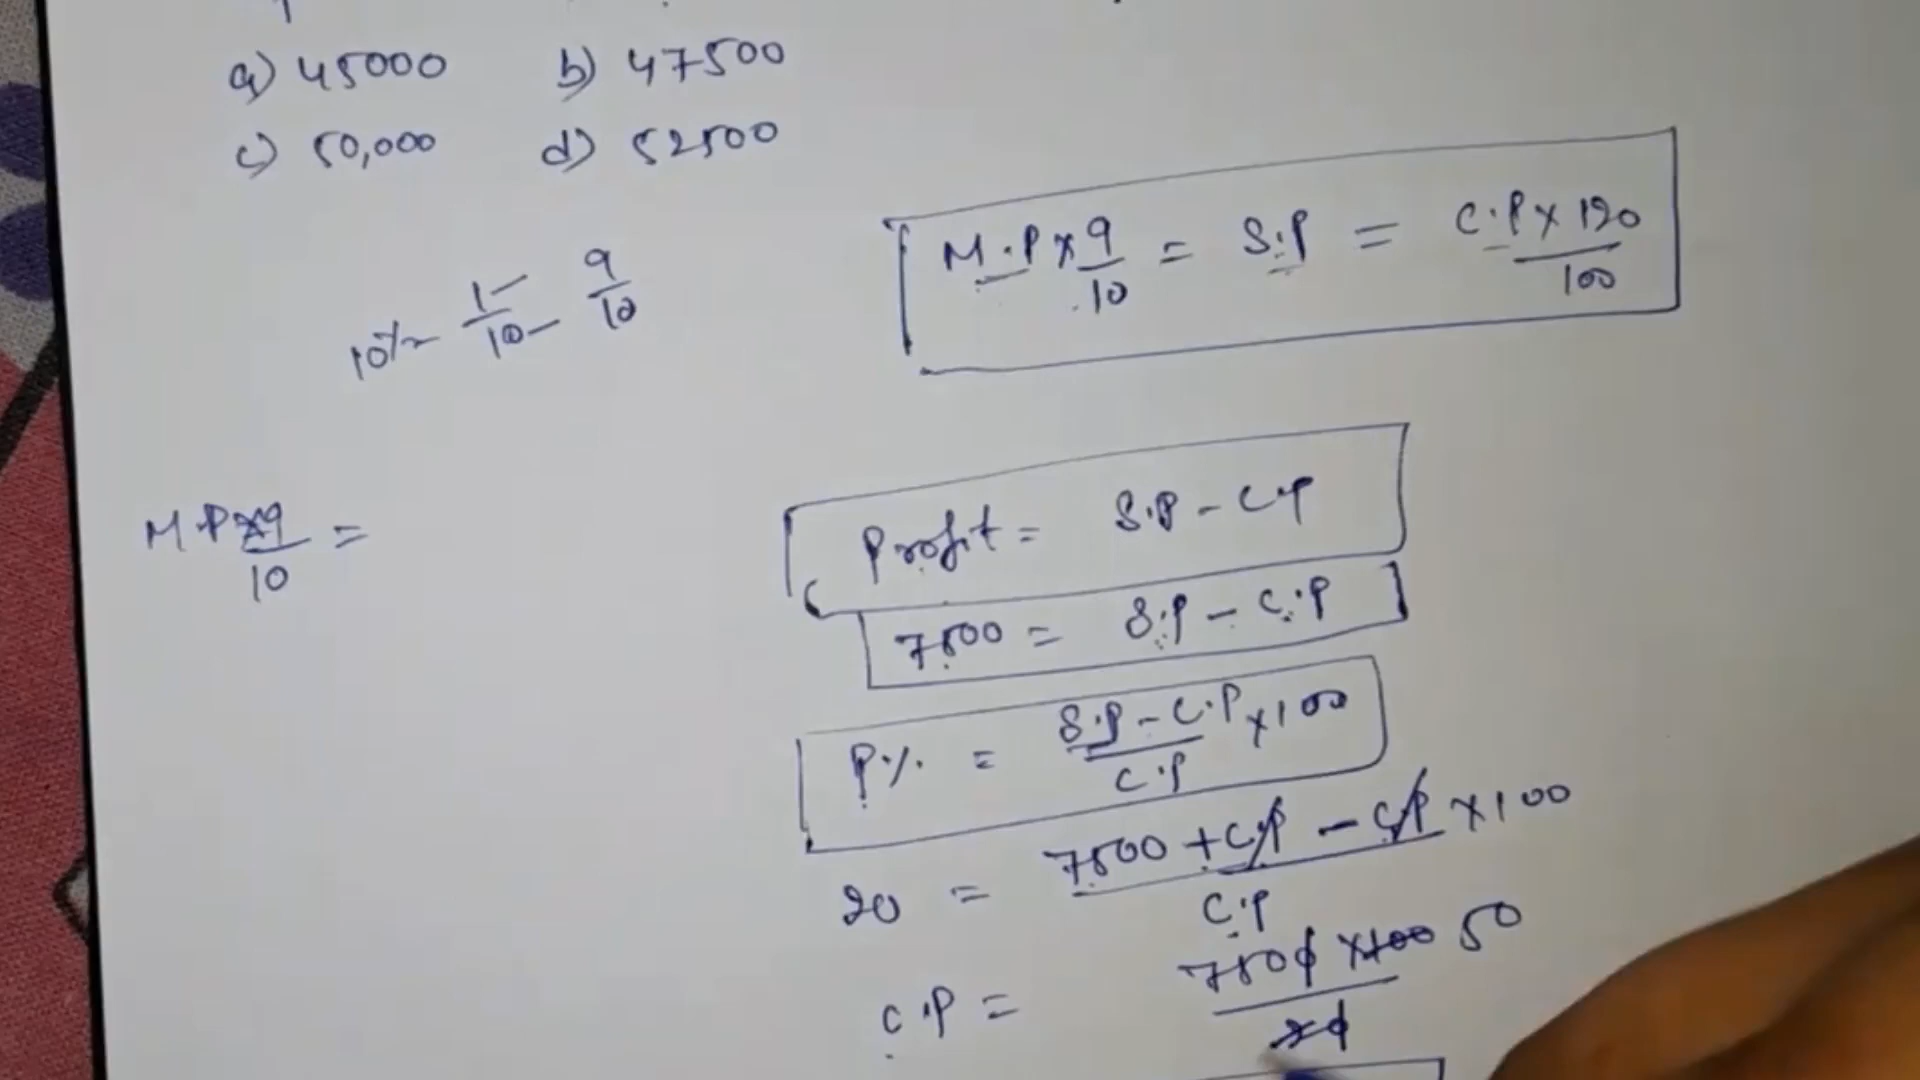 a) 45000 b) 47500
c) 50,000 d) 52500
M.P x 9/10 = S.P = C.P x 120/100
10% - 1/10 - 9/10
M.P x 9/10 =
Profit = S.P - C.P
7500 = S.P - C.P
P% = S.P - C.P/C.P x 100
20 = 7500 + C.P - C.P/C.P x 100
C.P = 7500 x 100/20 50